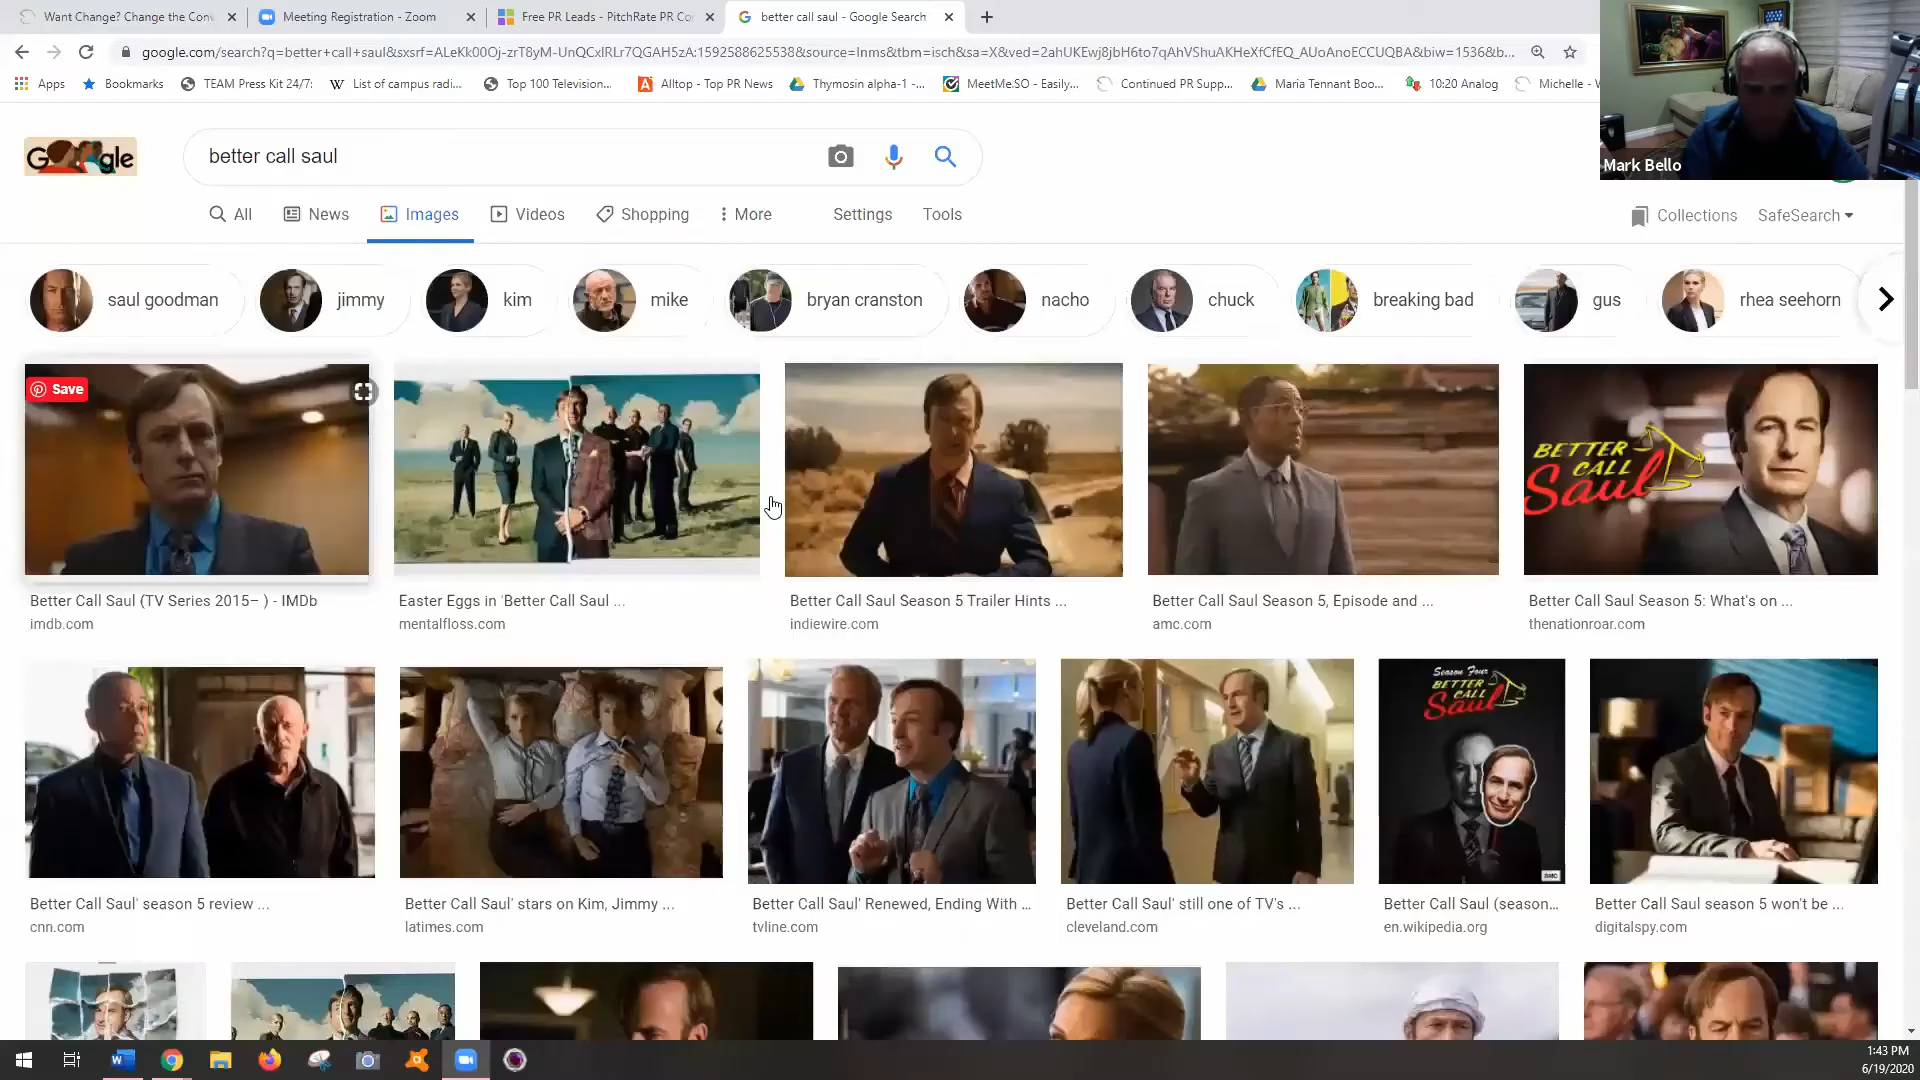 Want Change? Change the Conv
Meeting Registration - Zoom
Free PR Leads - PitchRate PR Co
better call saul - Google Search
google.com/search?q=better+call+saul&sxsrf=ALeKk00Oj-zrT8yM-UnQCxIRLr7QGAH5zA:1592588625538&source=lnms&tbm=isch&sa=X&ved=2ahUKEwj8jbH6to7qAhVShuAKHeXfCfEQ_AUoAnoECCUQBA&biw=1536&b...
Apps
Bookmarks
TEAM Press Kit 24/7:
List of campus radi...
Top 100 Television...
Alltop - Top PR News
Thymosin alpha-1 -...
MeetMe.SO - Easily...
Continued PR Supp...
Maria Tennant Boo...
10:20 Analog
Michelle -
Mark Bello
Google
better call saul
All
News
Images
Videos
Shopping
More
Settings
Tools
Collections
SafeSearch
saul goodman
jimmy
kim
mike
bryan cranston
nacho
chuck
breaking bad
gus
rhea seehorn
Save
BETTER
CALL
Saul
Better Call Saul (TV Series 2015– ) - IMDb
imdb.com
Easter Eggs in 'Better Call Saul ...
mentalfloss.com
Better Call Saul Season 5 Trailer Hints ...
indiewire.com
Better Call Saul Season 5, Episode and ...
amc.com
Better Call Saul Season 5: What's on ...
thenationroar.com
Season Four
BETTER
CALL
Saul
amc
Better Call Saul' season 5 review ...
cnn.com
Better Call Saul' stars on Kim, Jimmy ...
latimes.com
Better Call Saul' Renewed, Ending With ...
tvline.com
Better Call Saul' still one of TV's ...
cleveland.com
Better Call Saul (season...
en.wikipedia.org
Better Call Saul season 5 won't be ...
digitalspy.com
1:43 PM
6/19/2020